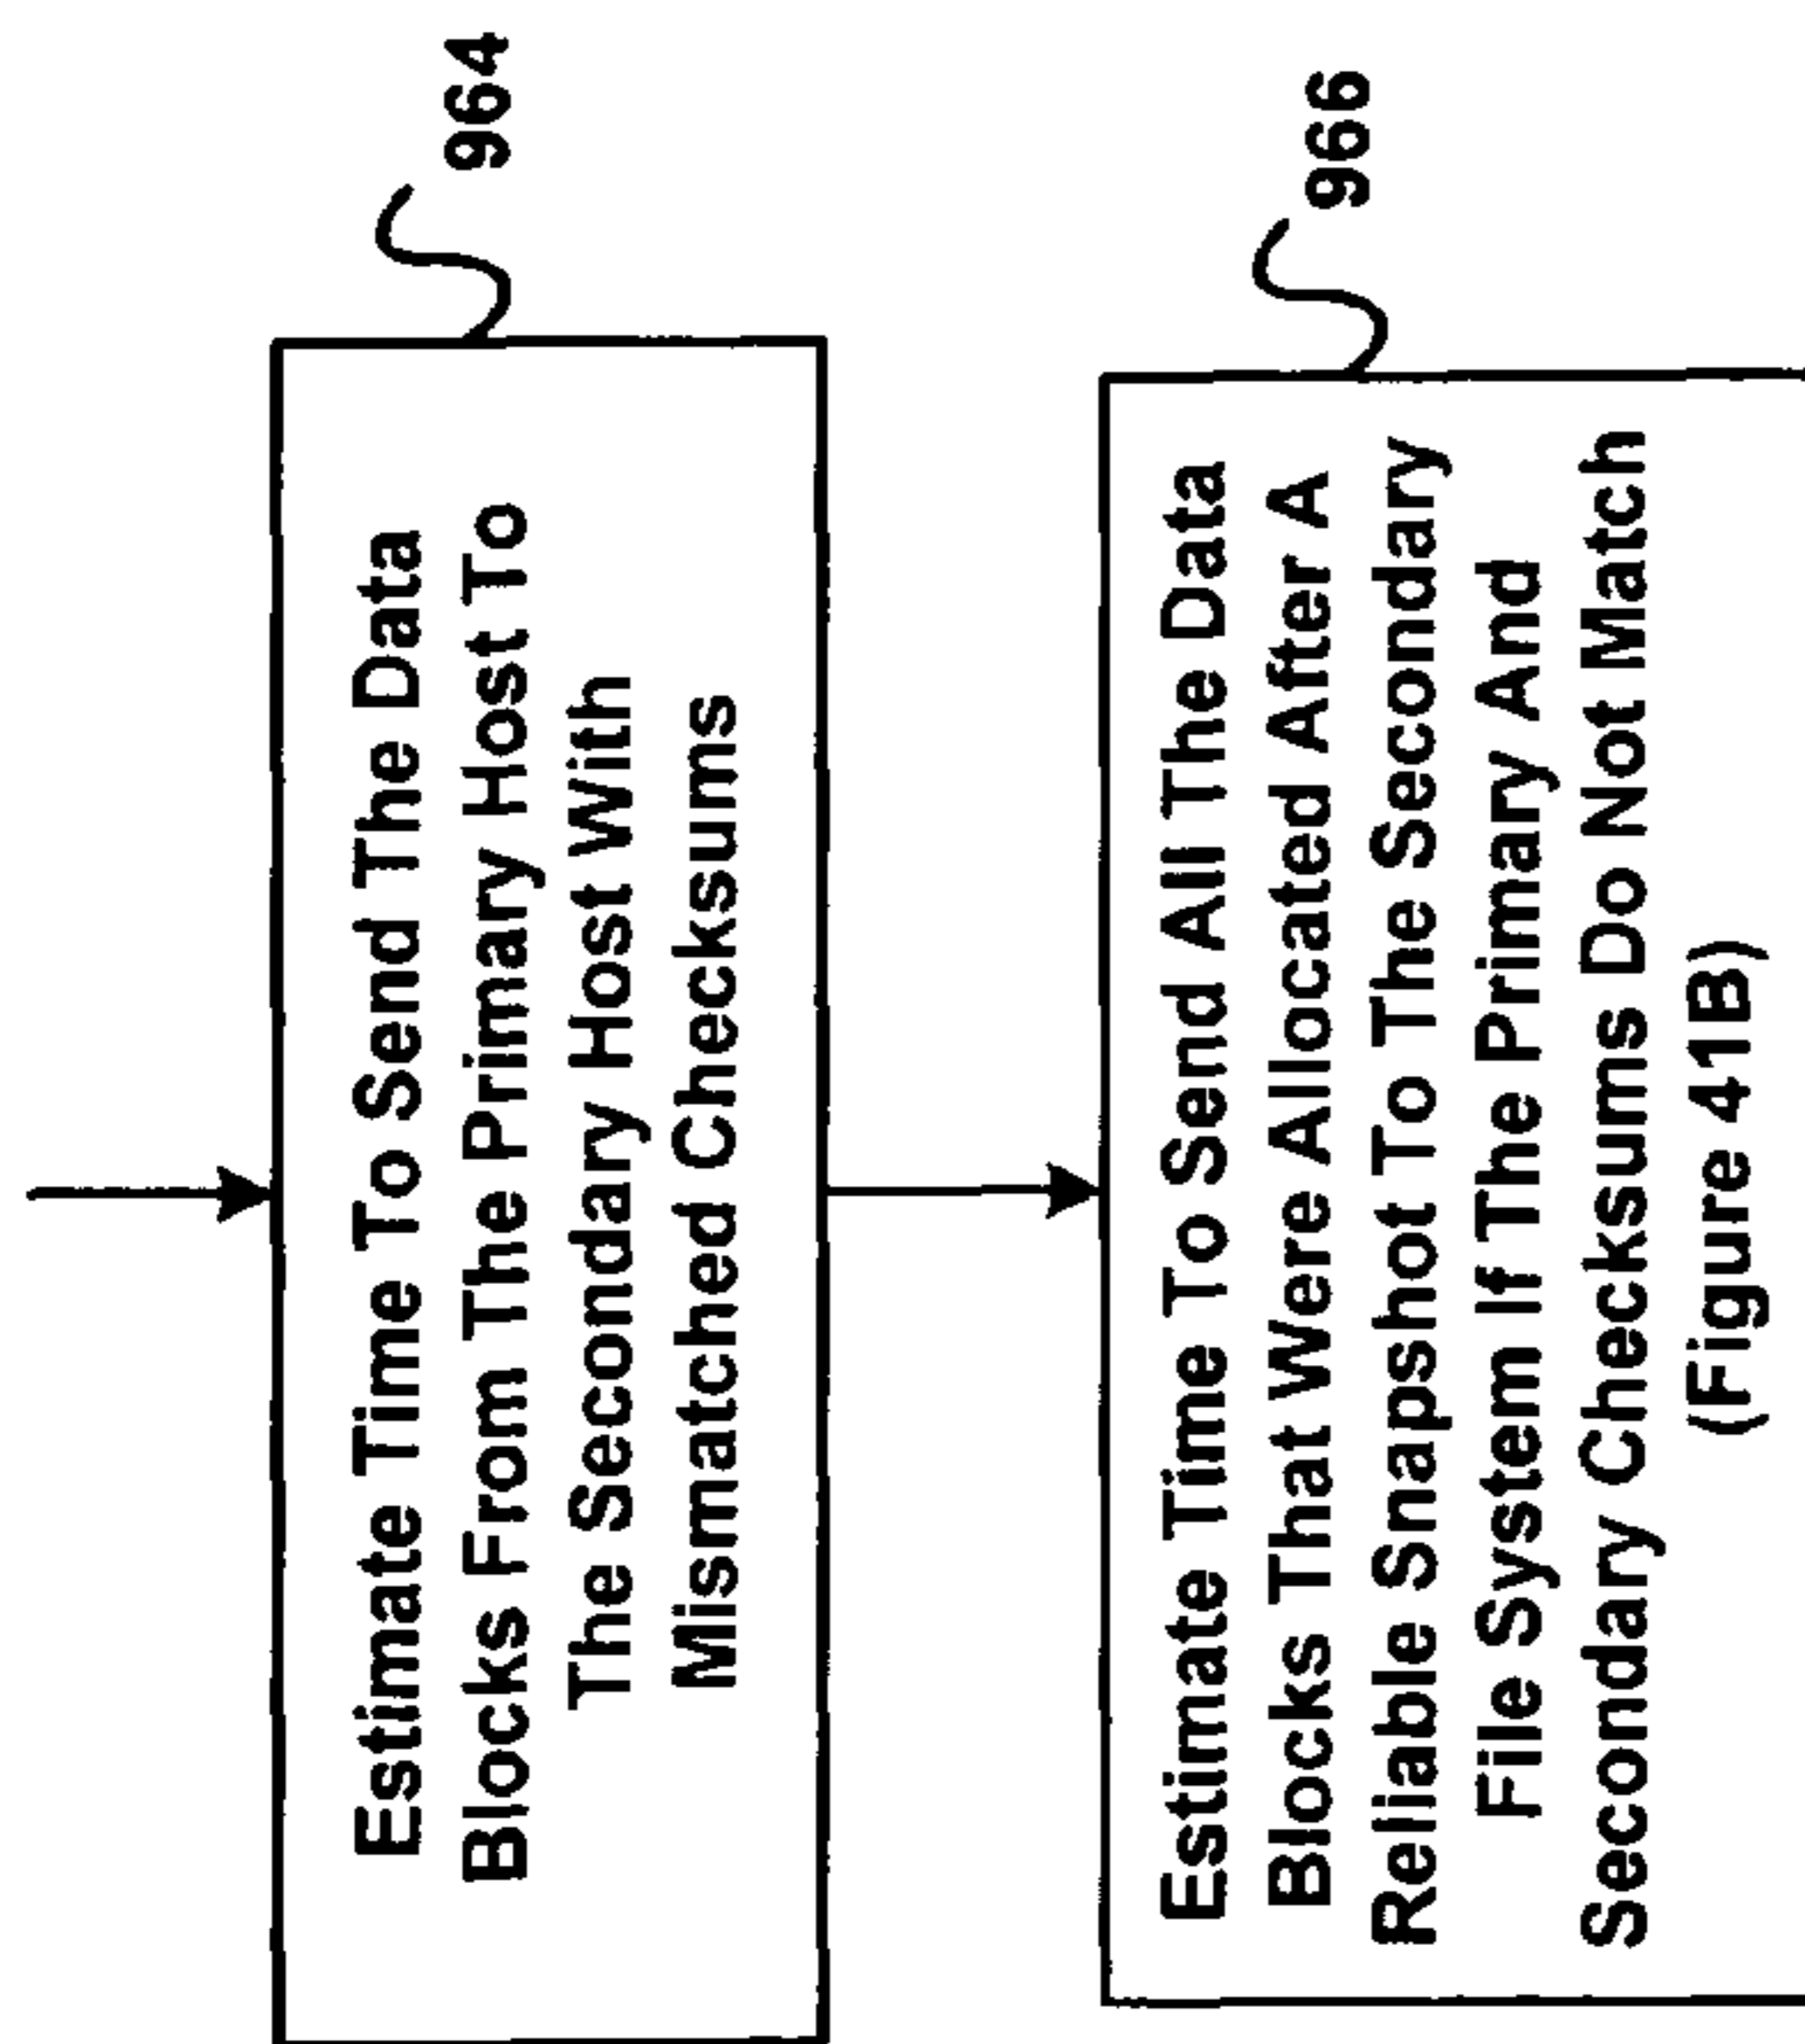 Estimate Time To Send The Data
Blocks From The Primary Host To
The Secondary Host With
Mismatched Checksums
964
Estimate Time To Send All The Data
Blocks That Were Allocated After A
Reliable Snapshot To The Secondary
File System If The Primary And
Secondary Checksums Do Not Match
(Figure 41B)
966